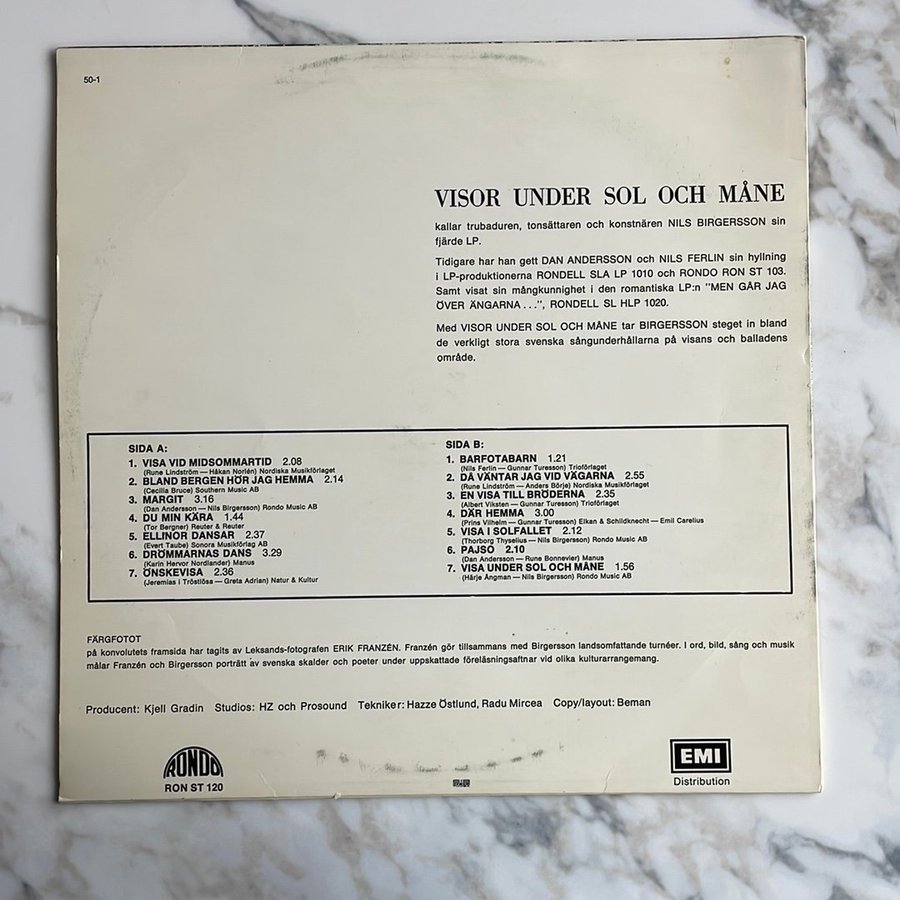 50-1
VISOR UNDER SOL OCH MÅNE
kallar trubaduren, tonsättaren och konstnären NILS BIRGERSSON sin
fjärde LP.
Tidigare har han gett DAN ANDERSSON och NILS FERLIN sin hyllning
i LP-produktionerna RONDELL SLA LP 1010 och RONDO RON ST 103.
Samt visat sin mångkunnighet i den romantiska LP:n "MEN GÅR JAG
ÖVER ÄNGARNA...", RONDELL SL HLP 1020.
Med VISOR UNDER SOL OCH MÅNE tar BIRGERSSON steget in bland
de verkligt stora svenska sångunderhållarna på visans och balladens
område.
SIDA A:
1. VISA VID MIDSOMMARTID 2.08
(Rune Lindström — Håkan Norlén) Nordiska Musikförlaget
2. BLAND BERGEN HÖR JAG HEMMA 2.14
(Cecilia Bruce) Southern Music AB
3. MARGIT 3.16
(Dan Andersson — Nils Birgersson) Rondo Music AB
4. DU MIN KÄRA 1.44
(Tor Bergner) Reuter & Reuter
5. ELLINOR DANSAR 2.37
(Evert Taube) Sonora Musikförlag AB
6. DRÖMMARNAS DANS 3.29
(Karin Hervor Nordlander) Manus
7. ÖNSKEVISA 2.36
(Jeremias i Tröstlösa — Greta Adrian) Natur & Kultur
SIDA B:
1. BARFOTABARN 1.21
(Nils Ferlin — Gunnar Turesson) Trioförlaget
2. DÅ VÄNTAR JAG VID VÄGARNA 2.55
(Rune Lindström — Anders Börje) Nordiska Musikförlaget
3. EN VISA TILL BRÖDERNA 2.35
(Albert Viksten — Gunnar Turesson) Trioförlaget
4. DÄR HEMMA 3.00
(Prins Vilhelm — Gunnar Turesson) Elkan & Schildknecht — Emil Carelius
5. VISA I SOLFALLET 2.12
(Thorborg Thyselius — Nils Birgersson) Rondo Music AB
6. PAJSO 2.10
(Dan Andersson — Rune Bonnevier) Manus
7. VISA UNDER SOL OCH MÅNE 1.56
(Härje Ångman — Nils Birgersson) Rondo Music AB
FÄRGFOTOT
på konvolutets framsida har tagits av Leksands-fotografen ERIK FRANZÉN. Franzén gör tillsammans med Birgersson landsomfattande turnéer. I ord, bild, sång och musik
målar Franzén och Birgersson porträtt av svenska skalder och poeter under uppskattade föreläsningsaftnar vid olika kulturarrangemang.
Producent: Kjell Gradin Studios: HZ och Prosound Tekniker: Hazze Östlund, Radu Mircea Copy/layout: Beman
RONDO
RON ST 120
EMI
Distribution